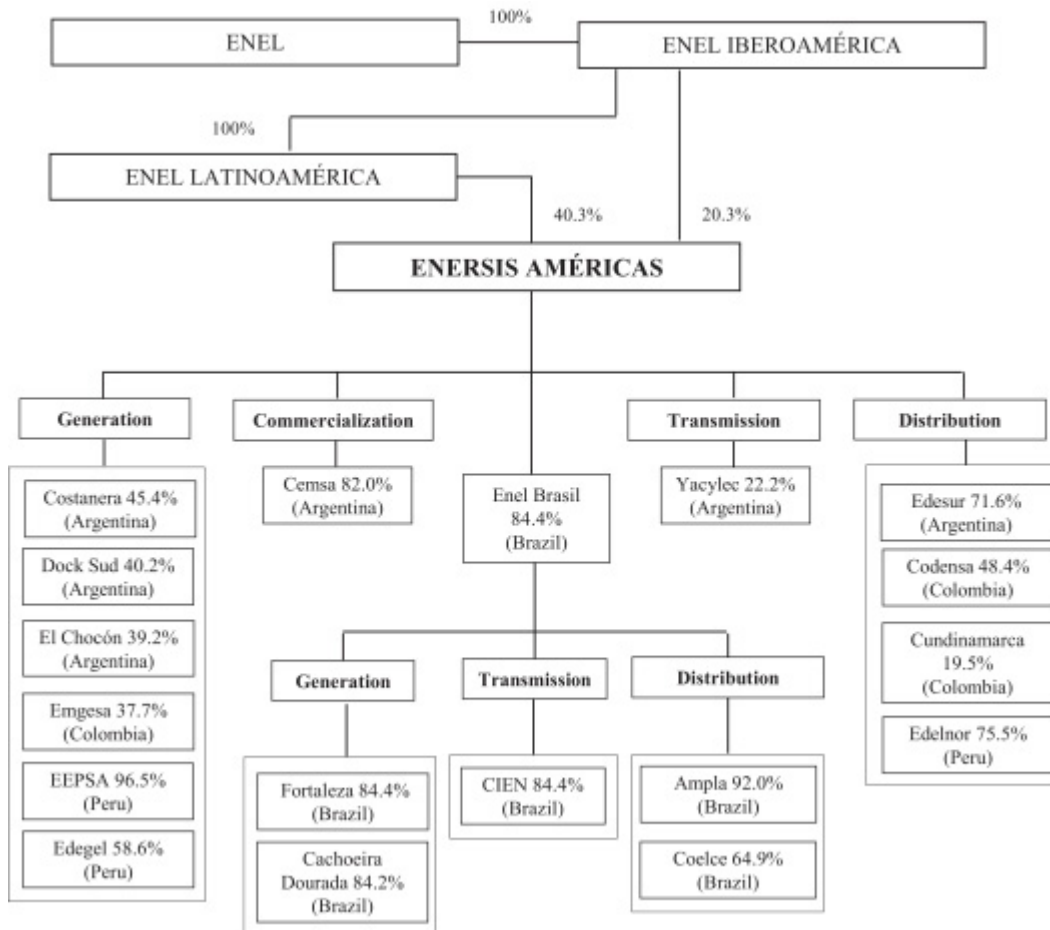 100%
ENEL
ENEL IBEROAMÉRICA
100%
ENEL LATINOAMÉRICA
40.3%
20.3%
ENERSIS AMÉRICAS
Generation
Commercialization
Transmission
Distribution
Costanera 45.4%
(Argentina)
Dock Sud 40.2%
(Argentina)
El Chocón 39.2%
(Argentina)
Emgesa 37.7%
(Colombia)
EEPSA 96.5%
(Peru)
Edegel 58.6%
(Peru)
Cemsa 82.0%
(Argentina)
Enel Brasil
84.4%
(Brazil)
Yacylec 22.2%
(Argentina)
Edesur 71.6%
(Argentina)
Codensa 48.4%
(Colombia)
Cundinamarca
19.5%
(Colombia)
Edelnor 75.5%
(Peru)
Generation
Transmission
Distribution
Fortaleza 84.4%
(Brazil)
Cachoeira
Dourada 84.2%
(Brazil)
CIEN 84.4%
(Brazil)
Ampla 92.0%
(Brazil)
Coelce 64.9%
(Brazil)